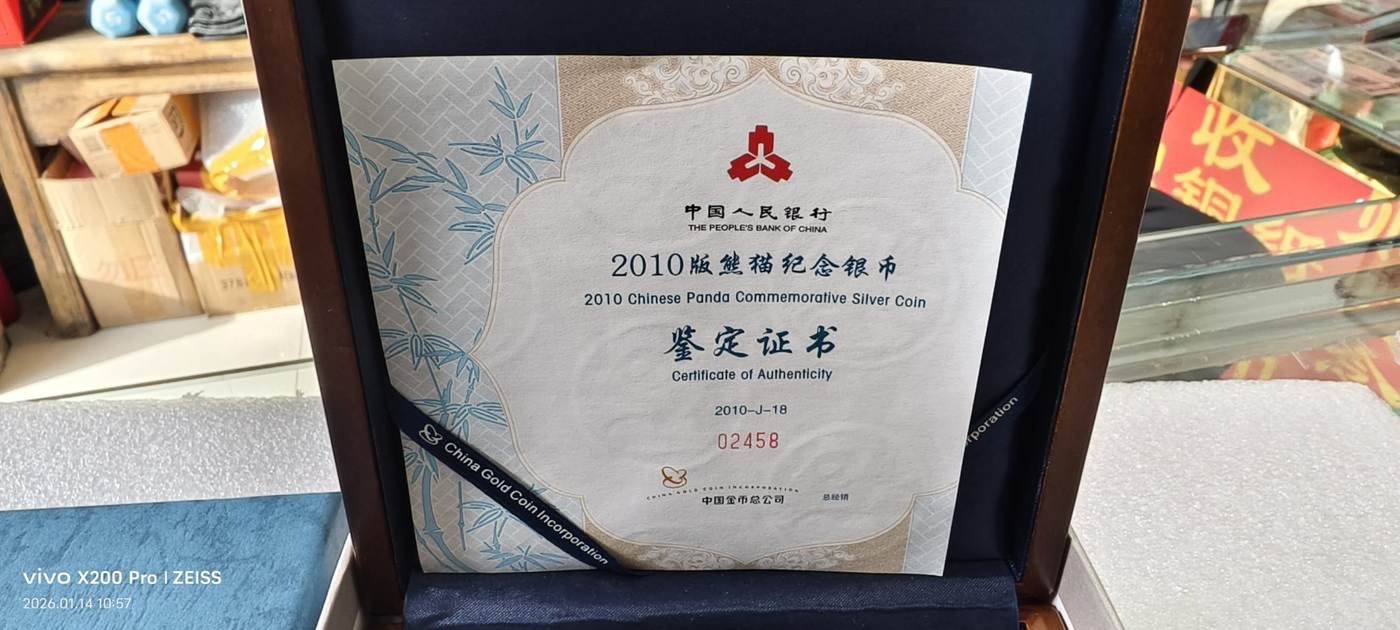 中国人民银行
THE PEOPLE'S BANK OF CHINA
2010版熊猫纪念银币
2010 Chinese Panda Commemorative Silver Coin
鉴定证书
Certificate of Authenticity
2010-J-18
02458
CHINA GOLD COIN INCORPORATION
中国金币总公司
总经销
China Gold Coin Incorporation
rporation
收
银
vivo X200 Pro | ZEISS
2026.01.14 10:57